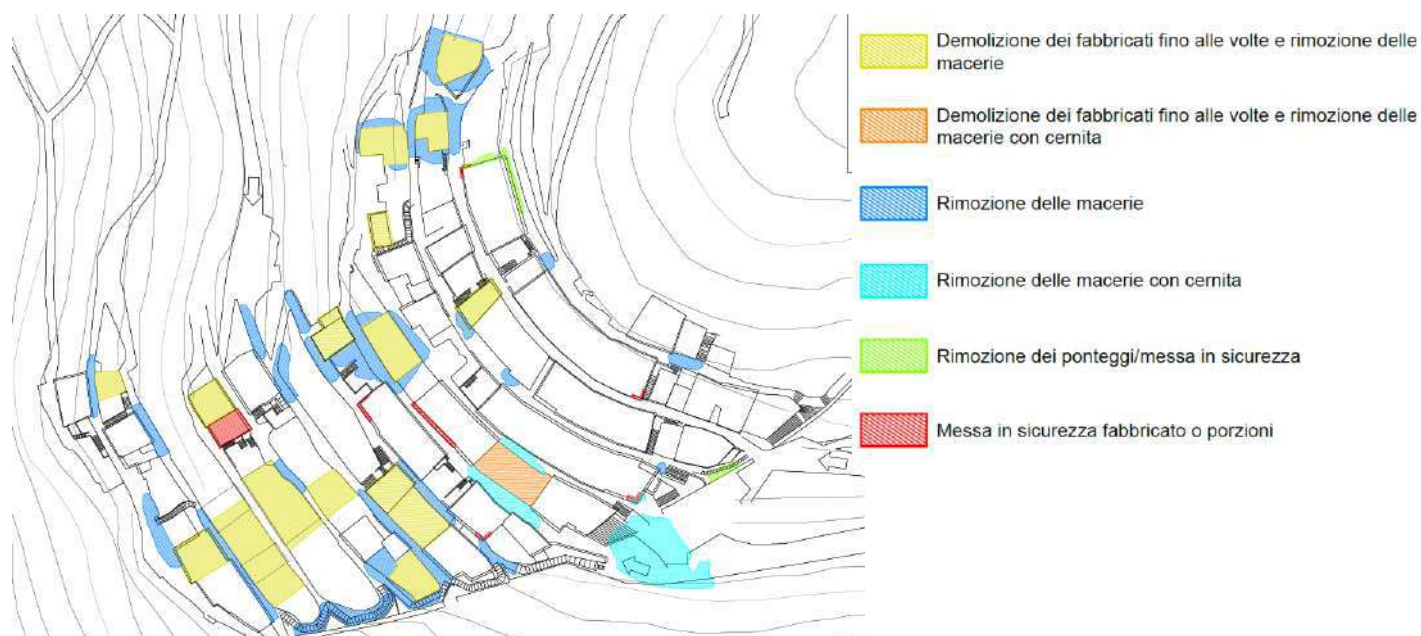 Demolizione dei fabbricati fino alle volte e rimozione delle
macerie
Demolizione dei fabbricati fino alle volte e rimozione delle
macerie con cernita
Rimozione delle macerie
Rimozione delle macerie con cernita
Rimozione dei ponteggi/messa in sicurezza
Messa in sicurezza fabbricato o porzioni